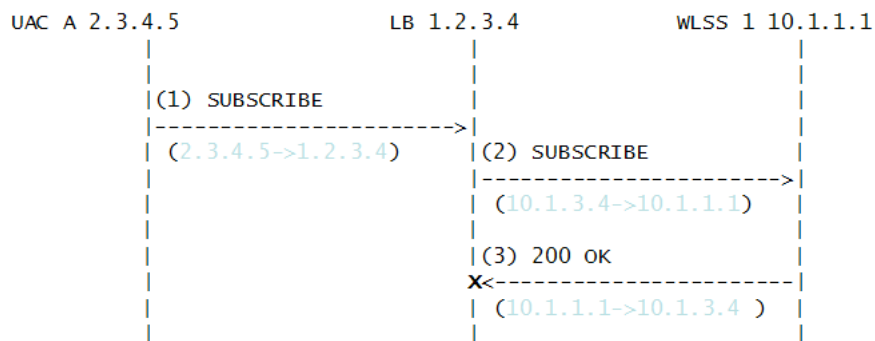 UAC A 2.3.4.5 LB 1.2.3.4 WLSS 1 10.1.1.1
(1) SUBSCRIBE
(2.3.4.5->1.2.3.4)
(2) SUBSCRIBE
(10.1.3.4->10.1.1.1)
(3) 200 OK
X
(10.1.1.1->10.1.3.4 )